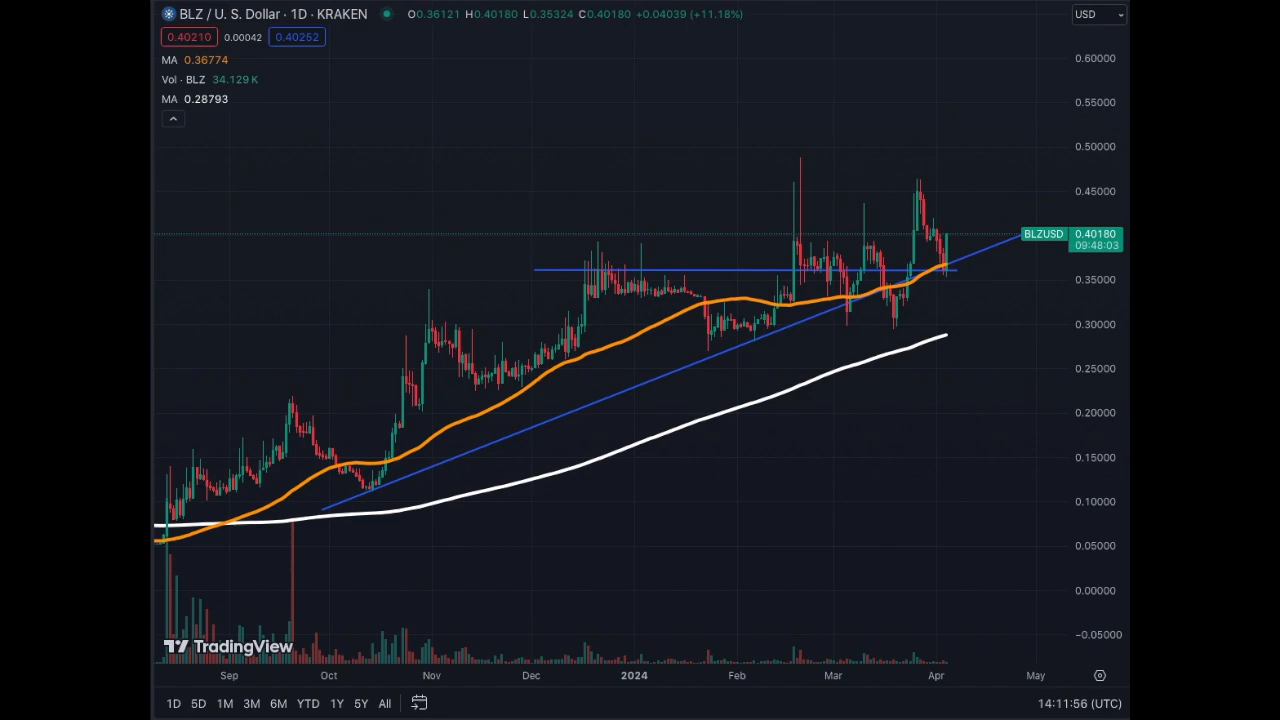 BLZ / U. S. Dollar · 1D · KRAKEN O0.36121 H0.40180 L0.35324 C0.40180 +0.04039 (+11.18%)
USD
0.40210 0.00042 0.40252
MA 0.36774
Vol · BLZ 34.129 K
MA 0.28793
0.60000
0.55000
0.50000
0.45000
BLZUSD 0.40180
09:48:03
0.35000
0.30000
0.25000
0.20000
0.15000
0.10000
0.05000
0.00000
−0.05000
TradingView
Sep Oct Nov Dec 2024 Feb Mar Apr May
1D 5D 1M 3M 6M YTD 1Y 5Y All 14:11:56 (UTC)